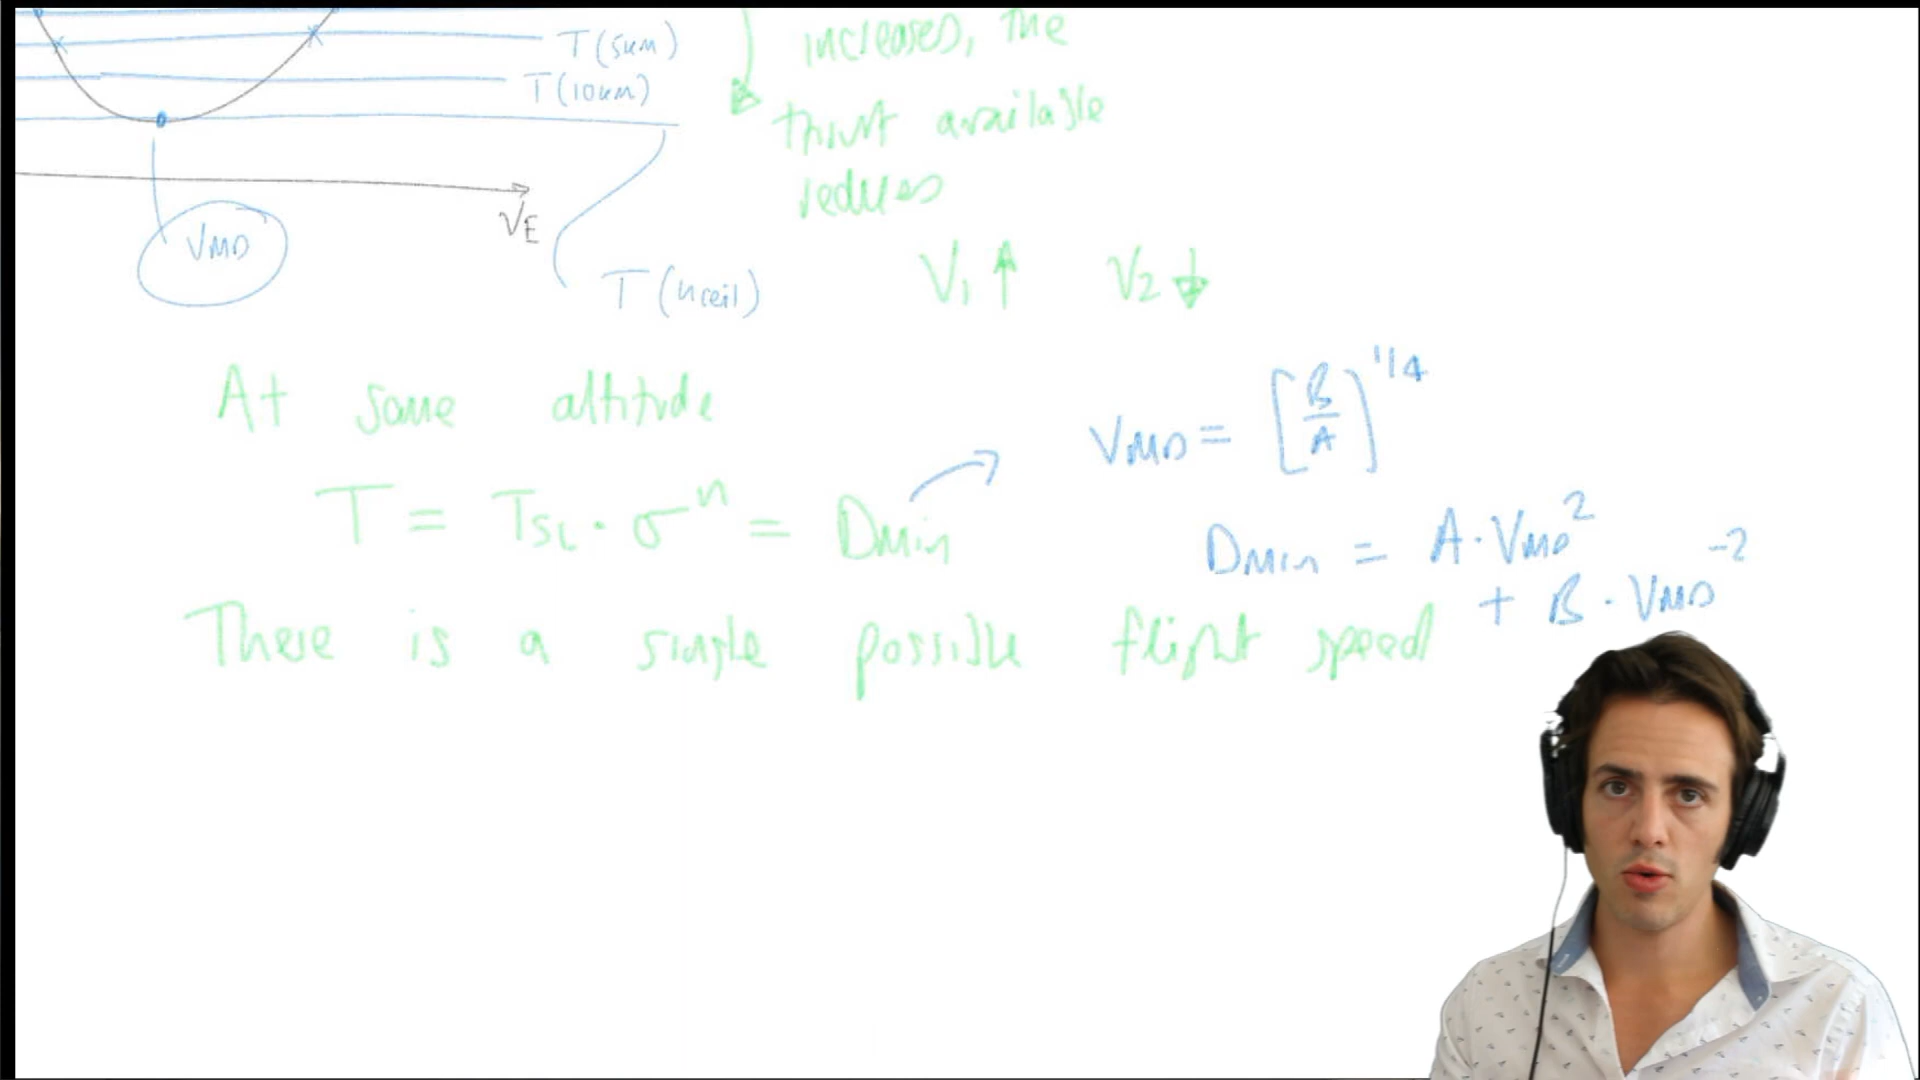 T(5km)
T(10km)
increases, the
thrust available
reduces
VE
VMD
T(hceil)
V1↑ V2↓
At some altitude
VMD = [B/A]^1/4
T = TSL · σ^n = Dmin
Dmin = A · VMD^2
+ B · VMD^-2
There is a single possible flight speed